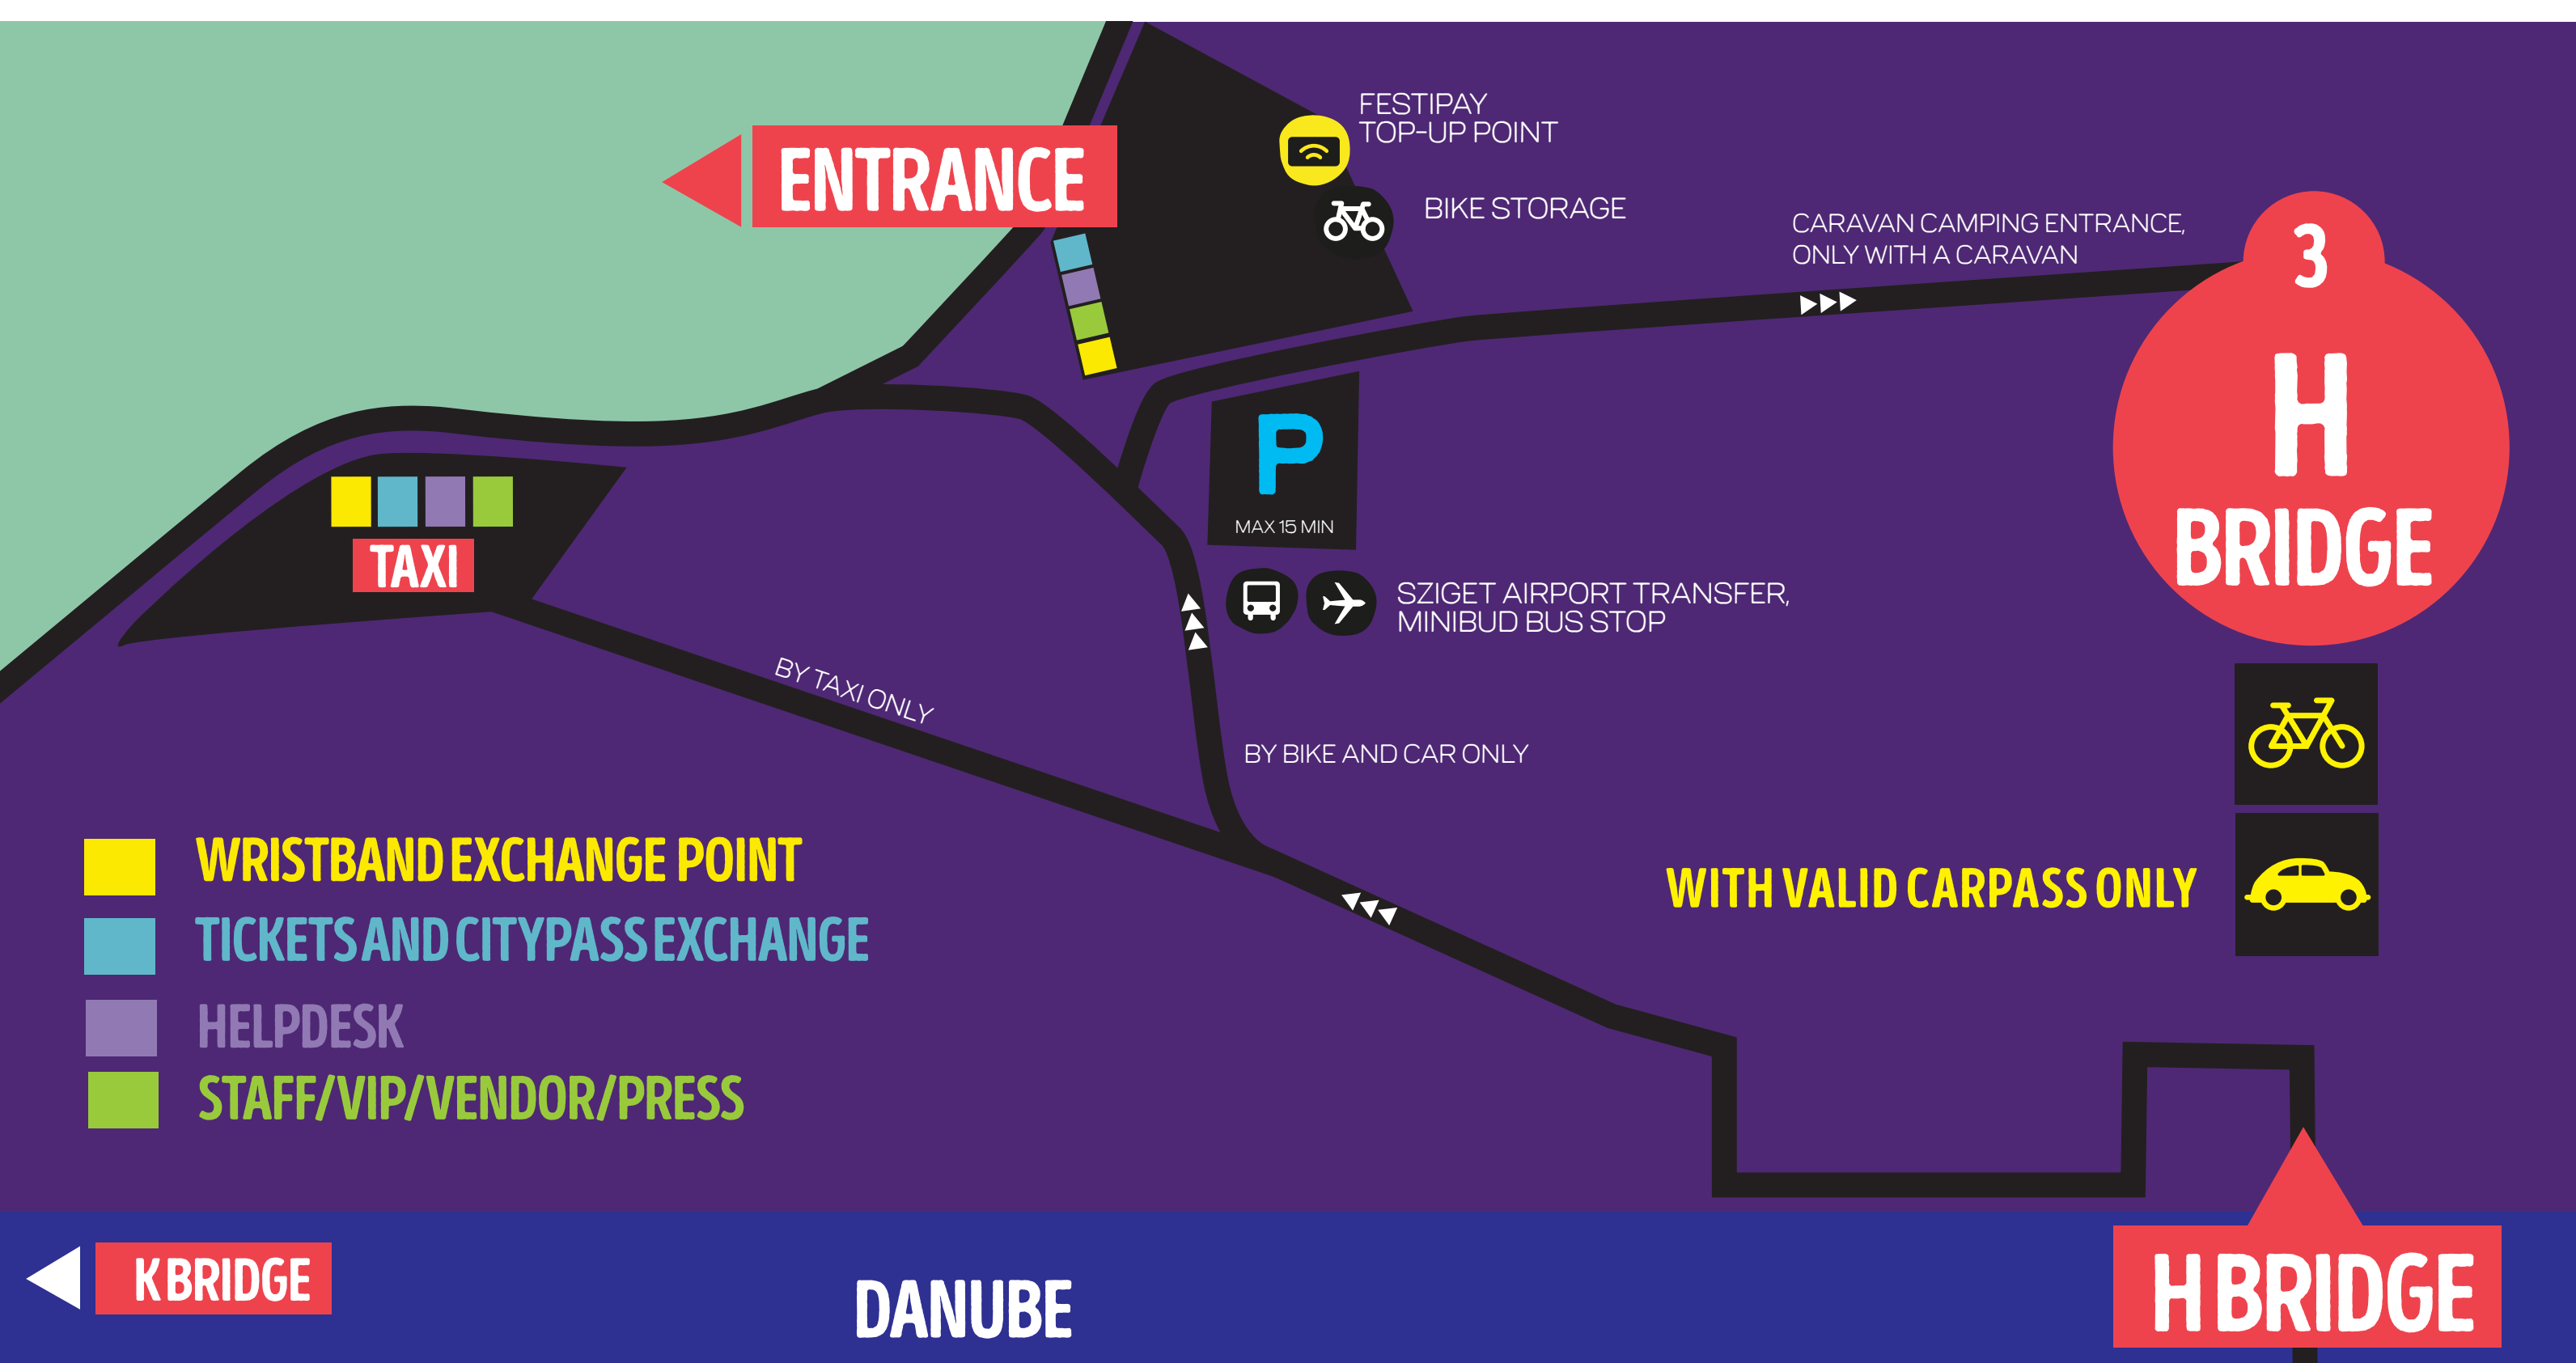 FESTIPAY
TOP-UP POINT
ENTRANCE
BIKE STORAGE
CARAVAN CAMPING ENTRANCE,
ONLY WITH A CARAVAN
3
H
BRIDGE
P
MAX 15 MIN
TAXI
SZIGET AIRPORT TRANSFER,
MINIBUD BUS STOP
BY TAXI ONLY
BY BIKE AND CAR ONLY
WRISTBAND EXCHANGE POINT
WITH VALID CARPASS ONLY
TICKETS AND CITYPASS EXCHANGE
HELPDESK
STAFF/VIP/VENDOR/PRESS
K BRIDGE
DANUBE
H BRIDGE